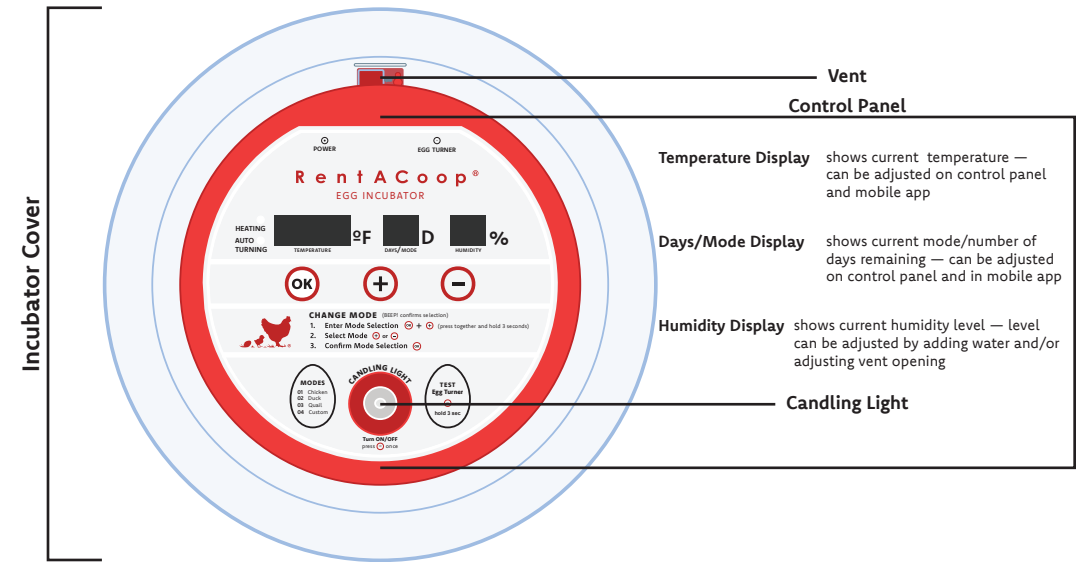 Incubator Cover
Vent
Control Panel
POWER
EGG TURNER
RentACoop®
EGG INCUBATOR
HEATING
AUTO
TURNING
ºF
D
%
TEMPERATURE
DAYS/MODE
HUMIDITY
OK
+
−
CHANGE MODE (BEEP! confirms selection)
1. Enter Mode Selection OK + + (press together and hold 3 seconds)
2. Select Mode + or −
3. Confirm Mode Selection OK
MODES
01 Chicken
02 Duck
03 Quail
04 Custom
CANDLING LIGHT
Turn ON/OFF
press − once
TEST
Egg Turner
hold 3 sec
Temperature Display shows current temperature —
can be adjusted on control panel
and mobile app
Days/Mode Display shows current mode/number of
days remaining — can be adjusted
on control panel and in mobile app
Humidity Display shows current humidity level — level
can be adjusted by adding water and/or
adjusting vent opening
Candling Light